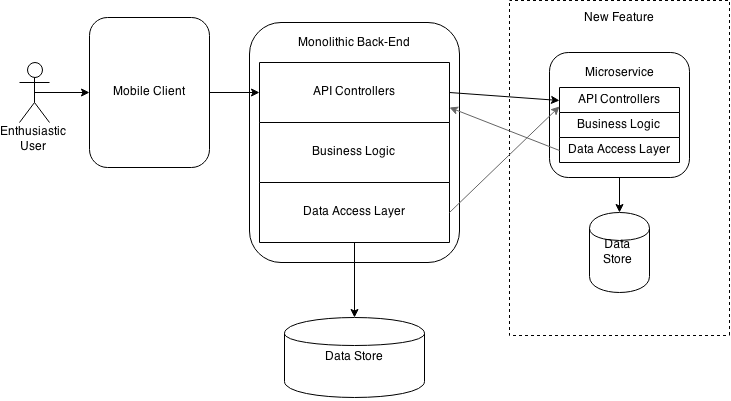 New Feature
Monolithic Back-End
Microservice
Mobile Client
API Controllers
API Controllers
Business Logic
Enthusiastic
User
Business Logic
Data Access Layer
Data Access Layer
Data
Store
Data Store